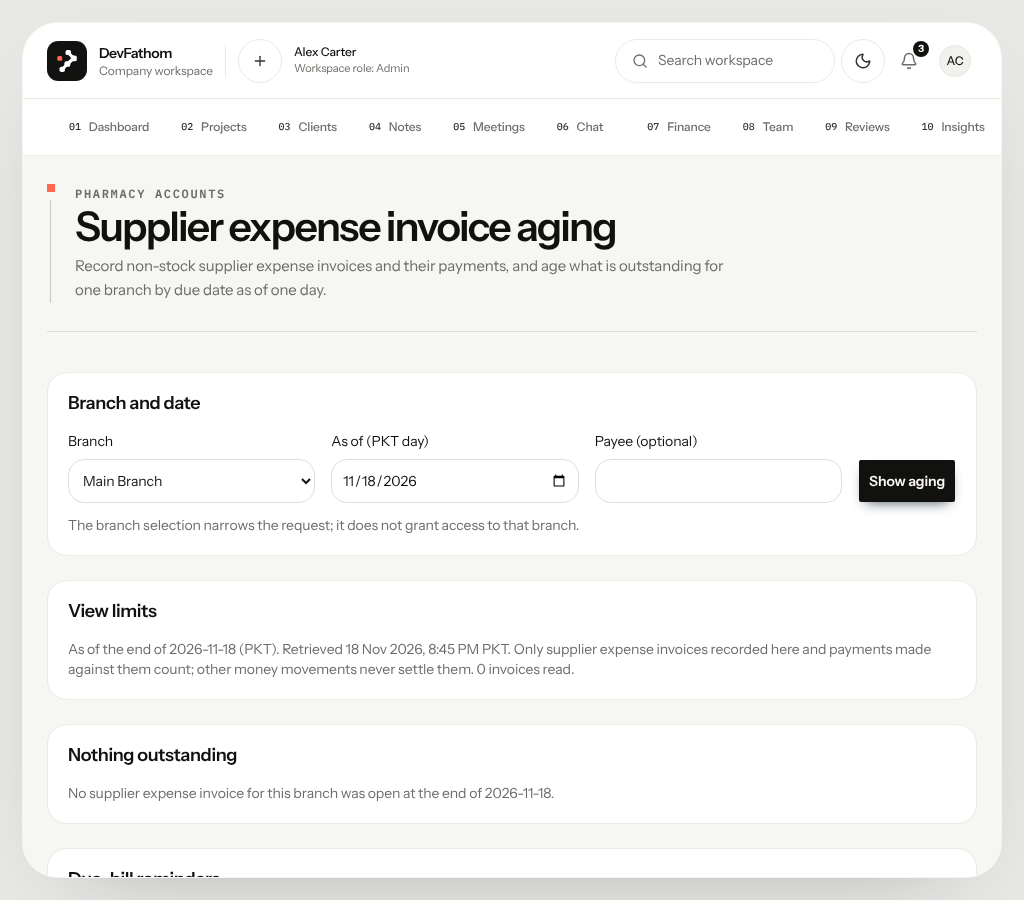 DevFathom
Company workspace
Alex Carter
Workspace role: Admin
Search workspace
3
AC
01 Dashboard
02 Projects
03 Clients
04 Notes
05 Meetings
06 Chat
07 Finance
08 Team
09 Reviews
10 Insights
PHARMACY ACCOUNTS
Supplier expense invoice aging
Record non-stock supplier expense invoices and their payments, and age what is outstanding for
one branch by due date as of one day.
Branch and date
Branch
As of (PKT day)
Payee (optional)
Main Branch
11/18/2026
Show aging
The branch selection narrows the request; it does not grant access to that branch.
View limits
As of the end of 2026-11-18 (PKT). Retrieved 18 Nov 2026, 8:45 PM PKT. Only supplier expense invoices recorded here and payments made
against them count; other money movements never settle them. 0 invoices read.
Nothing outstanding
No supplier expense invoice for this branch was open at the end of 2026-11-18.
Due-bill reminders